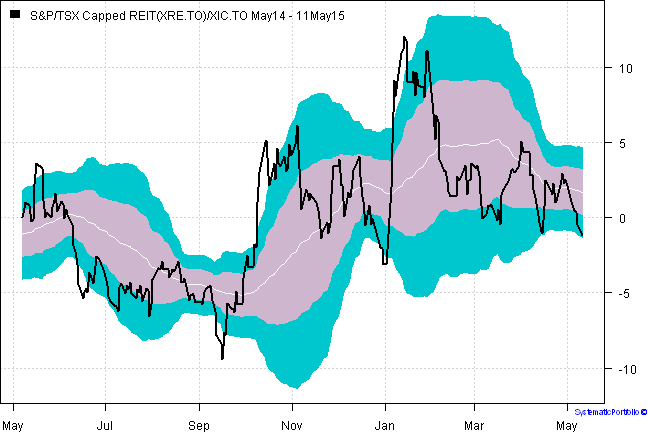 S&P/TSX Capped REIT(XRE.TO)/XIC.TO May14 - 11May15
10
5
0
-5
-10
May Jul Sep Nov Jan Mar May
SystematicPortfolio ©